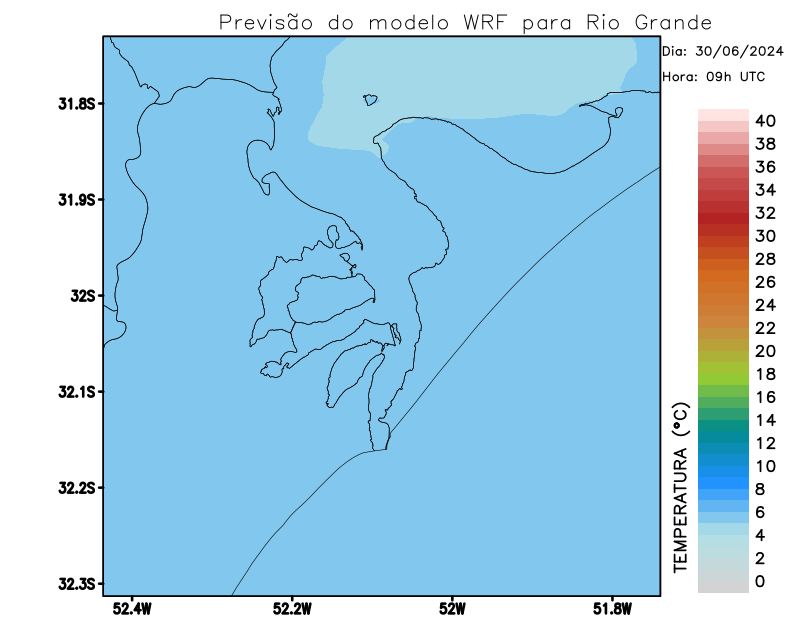 Previsão do modelo WRF para Rio Grande
Dia: 30/06/2024
Hora: 09h UTC
31.8S
31.9S
32S
32.1S
32.2S
32.3S
52.4W
52.2W
52W
51.8W
TEMPERATURA (°C)
40
38
36
34
32
30
28
26
24
22
20
18
16
14
12
10
8
6
4
2
0